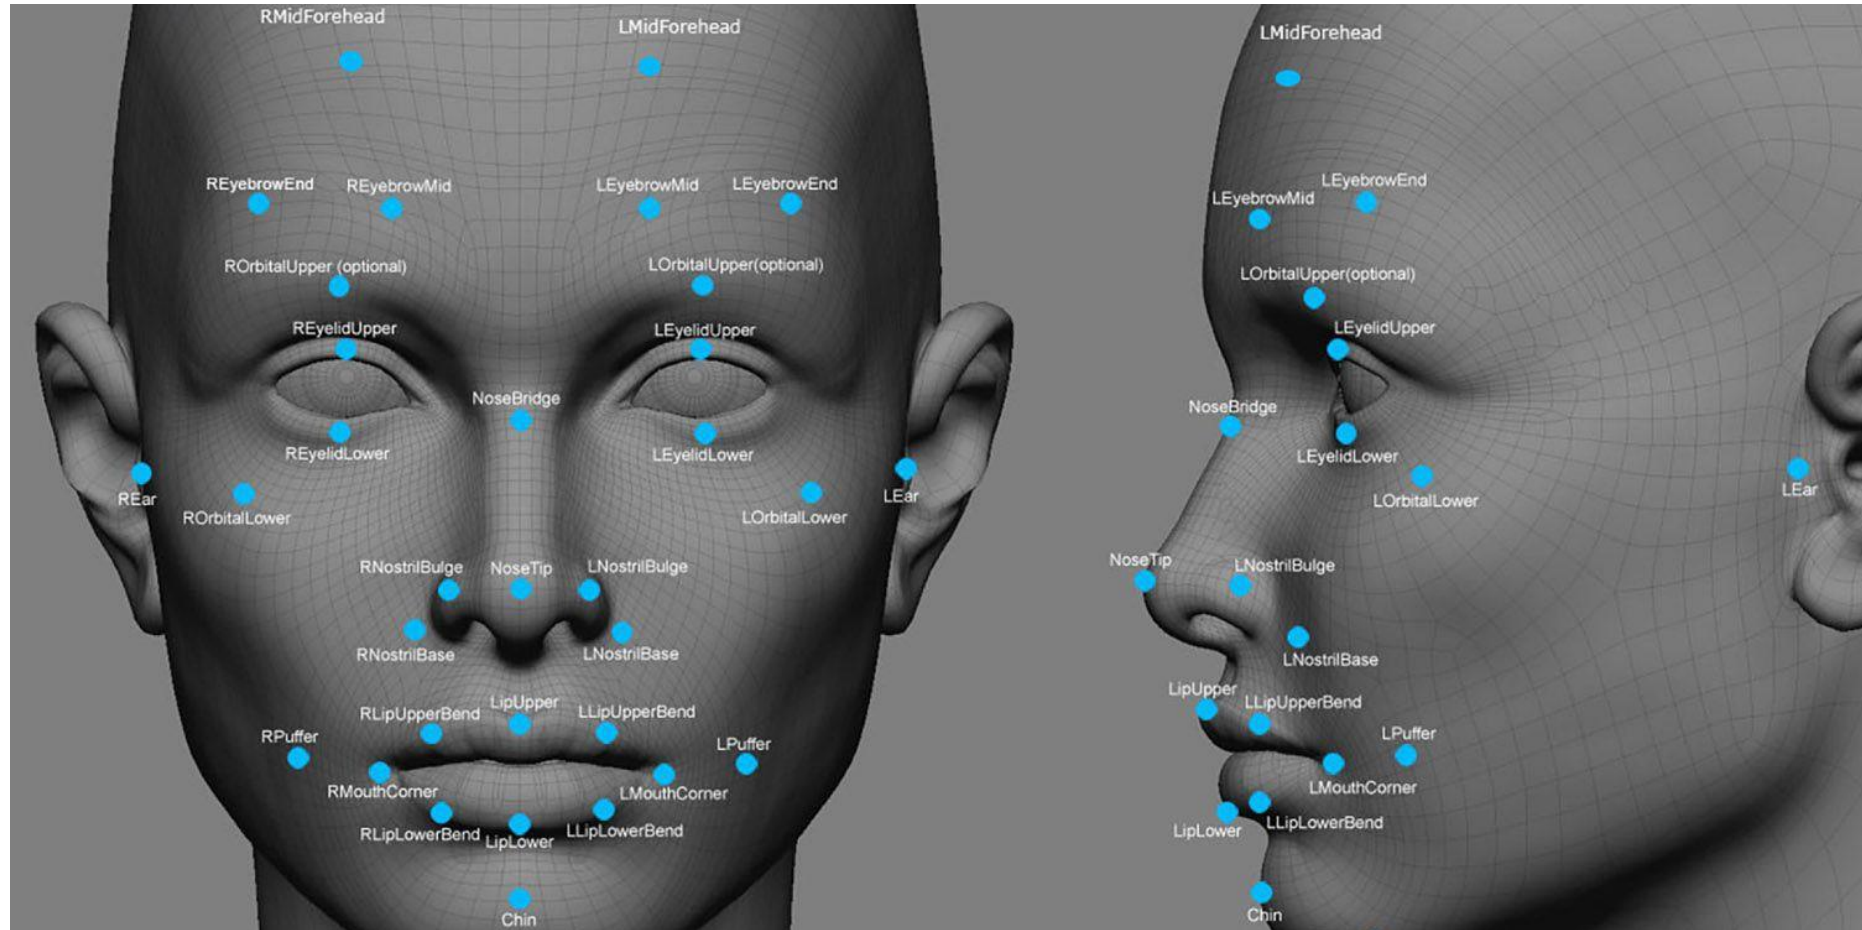 RMidForehead
LMidForehead
REyebrowEnd
REyebrowMid
LEyebrowMid
LEyebrowEnd
ROrbitalUpper (optional)
LOrbitalUpper(optional)
REyelidUpper
LEyelidUpper
NoseBridge
REyelidLower
LEyelidLower
REar
LEar
ROrbitalLower
LOrbitalLower
RNostrilBulge
NoseTip
LNostrilBulge
RNostrilBase
LNostrilBase
LipUpper
RLipUpperBend
LLipUpperBend
RPuffer
LPuffer
RMouthCorner
LMouthCorner
RLipLowerBend
LipLower
LLipLowerBend
Chin
LMidForehead
LEyebrowEnd
LEyebrowMid
LOrbitalUpper(optional)
LEyelidUpper
NoseBridge
LEyelidLower
LEar
LOrbitalLower
NoseTip
LNostrilBulge
LNostrilBase
LipUpper
LLipUpperBend
LPuffer
LMouthCorner
LipLower
LLipLowerBend
Chin